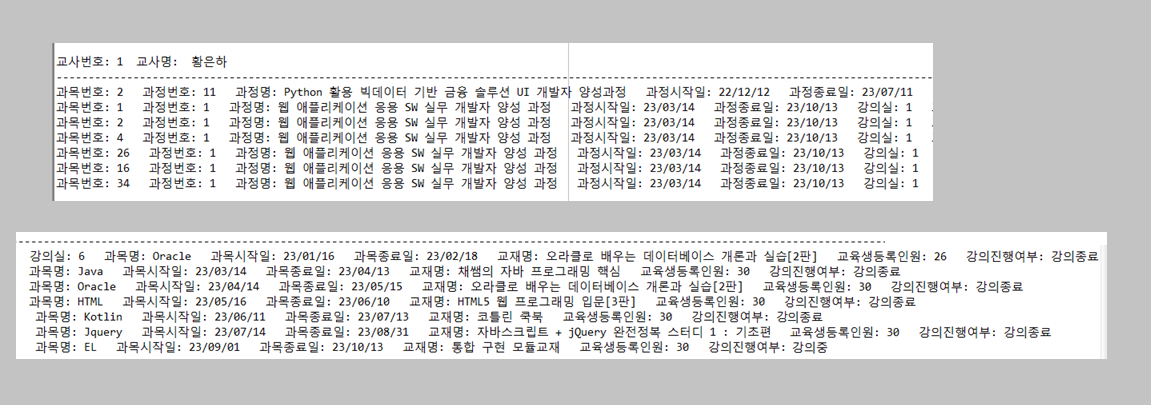 교사번호: 1 교사명: 황은하
--------------------------------------------------------------------------------
과목번호: 2 과정번호: 11 과정명: Python 활용 빅데이터 기반 금융 솔루션 UI 개발자 양성과정 과정시작일: 22/12/12 과정종료일: 23/07/11
과목번호: 1 과정번호: 1 과정명: 웹 애플리케이션 응용 SW 실무 개발자 양성 과정 과정시작일: 23/03/14 과정종료일: 23/10/13 강의실: 1
과목번호: 2 과정번호: 1 과정명: 웹 애플리케이션 응용 SW 실무 개발자 양성 과정 과정시작일: 23/03/14 과정종료일: 23/10/13 강의실: 1
과목번호: 4 과정번호: 1 과정명: 웹 애플리케이션 응용 SW 실무 개발자 양성 과정 과정시작일: 23/03/14 과정종료일: 23/10/13 강의실: 1
과목번호: 26 과정번호: 1 과정명: 웹 애플리케이션 응용 SW 실무 개발자 양성 과정 과정시작일: 23/03/14 과정종료일: 23/10/13 강의실: 1
과목번호: 16 과정번호: 1 과정명: 웹 애플리케이션 응용 SW 실무 개발자 양성 과정 과정시작일: 23/03/14 과정종료일: 23/10/13 강의실: 1
과목번호: 34 과정번호: 1 과정명: 웹 애플리케이션 응용 SW 실무 개발자 양성 과정 과정시작일: 23/03/14 과정종료일: 23/10/13 강의실: 1
--------------------------------------------------------------------------------
강의실: 6 과목명: Oracle 과목시작일: 23/01/16 과목종료일: 23/02/18 교재명: 오라클로 배우는 데이터베이스 개론과 실습[2판] 교육생등록인원: 26 강의진행여부: 강의종료
과목명: Java 과목시작일: 23/03/14 과목종료일: 23/04/13 교재명: 채쌤의 자바 프로그래밍 핵심 교육생등록인원: 30 강의진행여부: 강의종료
과목명: Oracle 과목시작일: 23/04/14 과목종료일: 23/05/15 교재명: 오라클로 배우는 데이터베이스 개론과 실습[2판] 교육생등록인원: 30 강의진행여부: 강의종료
과목명: HTML 과목시작일: 23/05/16 과목종료일: 23/06/10 교재명: HTML5 웹 프로그래밍 입문[3판] 교육생등록인원: 30 강의진행여부: 강의종료
과목명: Kotlin 과목시작일: 23/06/11 과목종료일: 23/07/13 교재명: 코틀린 쿡북 교육생등록인원: 30 강의진행여부: 강의종료
과목명: Jquery 과목시작일: 23/07/14 과목종료일: 23/08/31 교재명: 자바스크립트 + jQuery 완전정복 스터디 1 : 기초편 교육생등록인원: 30 강의진행여부: 강의종료
과목명: EL 과목시작일: 23/09/01 과목종료일: 23/10/13 교재명: 통합 구현 모듈교재 교육생등록인원: 30 강의진행여부: 강의중